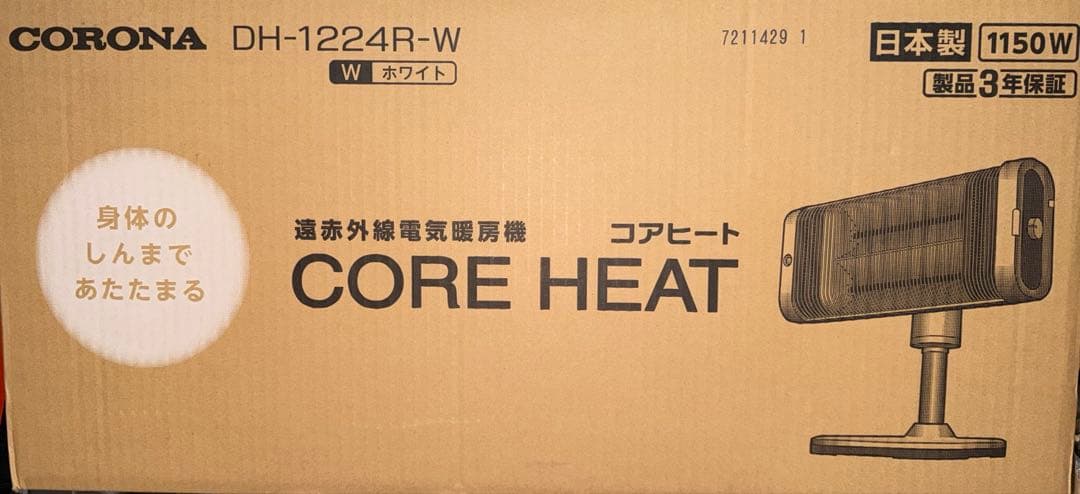 CORONA DH-1224R-W
W ホワイト
7211429 1
日本製 1150W
製品3年保証
身体の
しんまで
あたたまる
遠赤外線電気暖房機 コアヒート
CORE HEAT